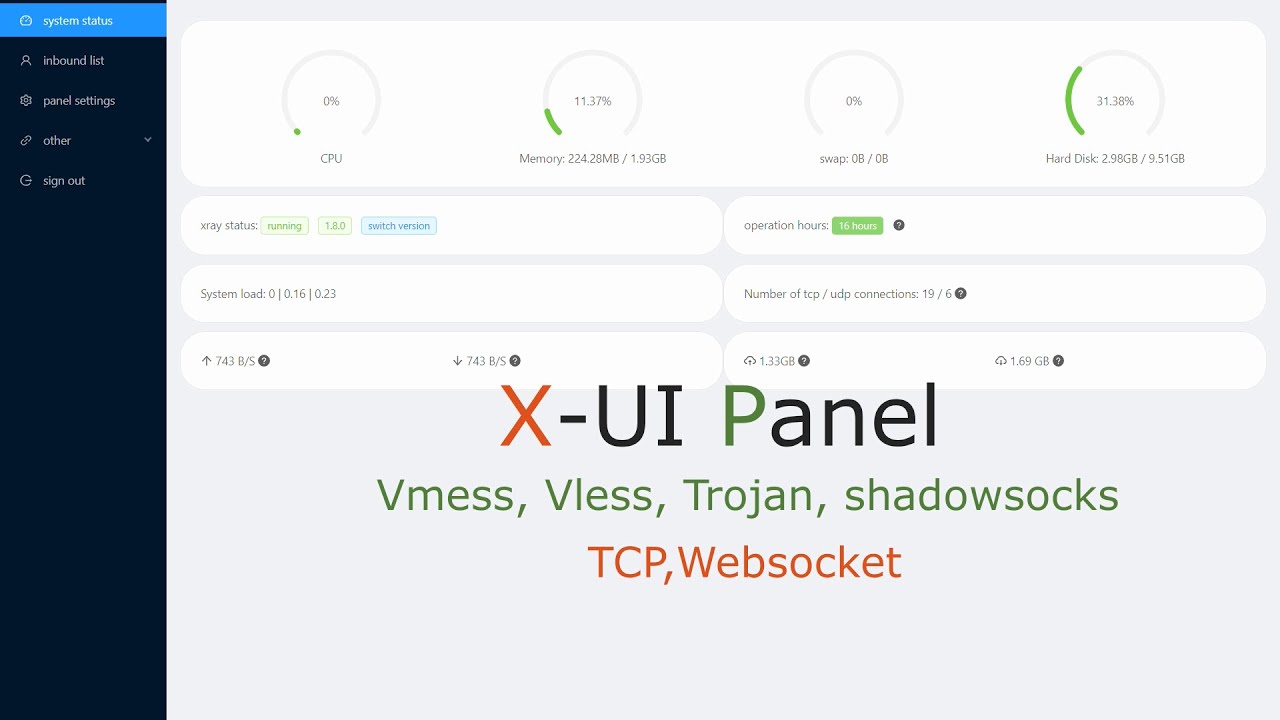 system status
inbound list
panel settings
other
sign out
0%
11.37%
0%
31.38%
CPU
Memory: 224.28MB / 1.93GB
swap: 0B / 0B
Hard Disk: 2.98GB / 9.51GB
xray status: running 1.8.0 switch version
operation hours: 16 hours ?
System load: 0 | 0.16 | 0.23
Number of tcp / udp connections: 19 / 6 ?
↑ 743 B/S ?
↓ 743 B/S ?
1.33GB ?
1.69 GB ?
X-UI Panel
Vmess, Vless, Trojan, shadowsocks
TCP,Websocket